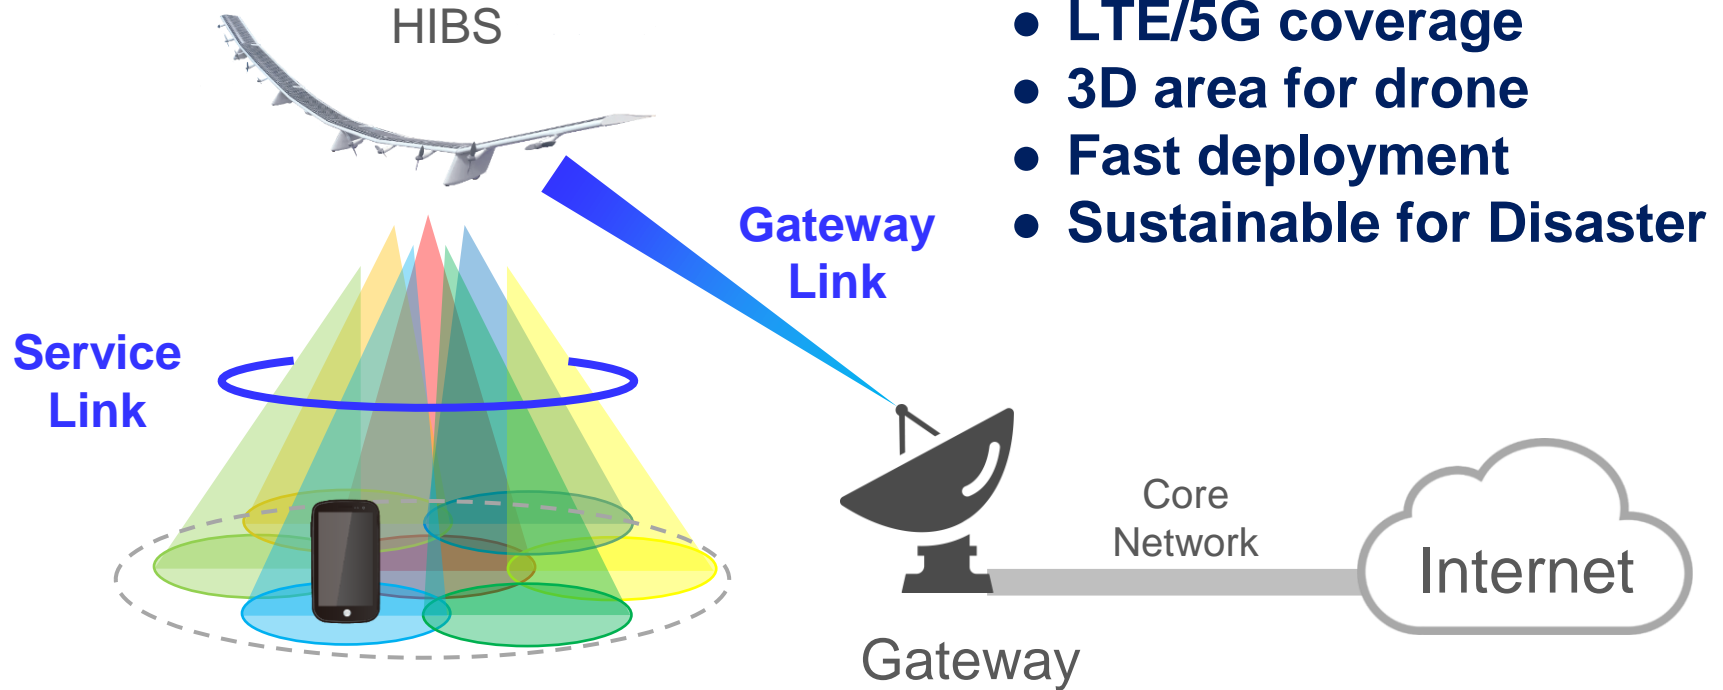 HIBS
● LTE/5G coverage
● 3D area for drone
● Fast deployment
● Sustainable for Disaster
Gateway
Link
Service
Link
Core
Network
Internet
Gateway